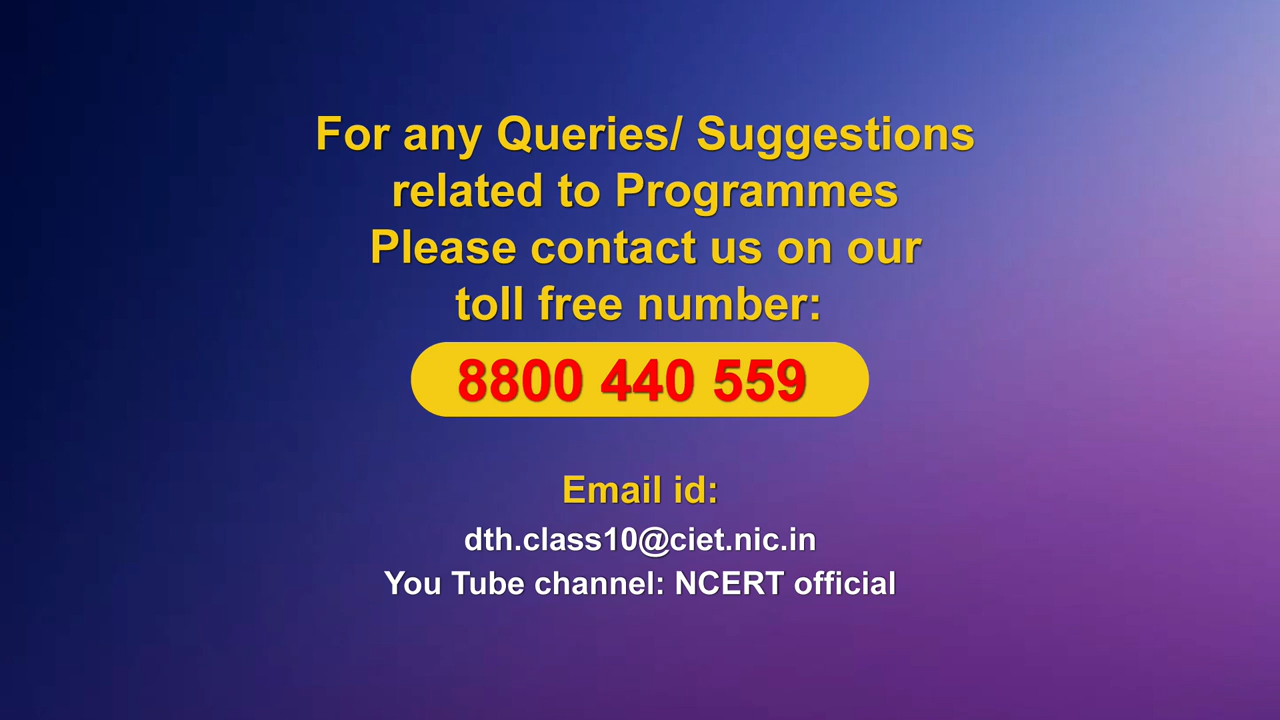 For any Queries/ Suggestions
related to Programmes
Please contact us on our
toll free number:
8800 440 559
Email id:
dth.class10@ciet.nic.in
You Tube channel: NCERT official